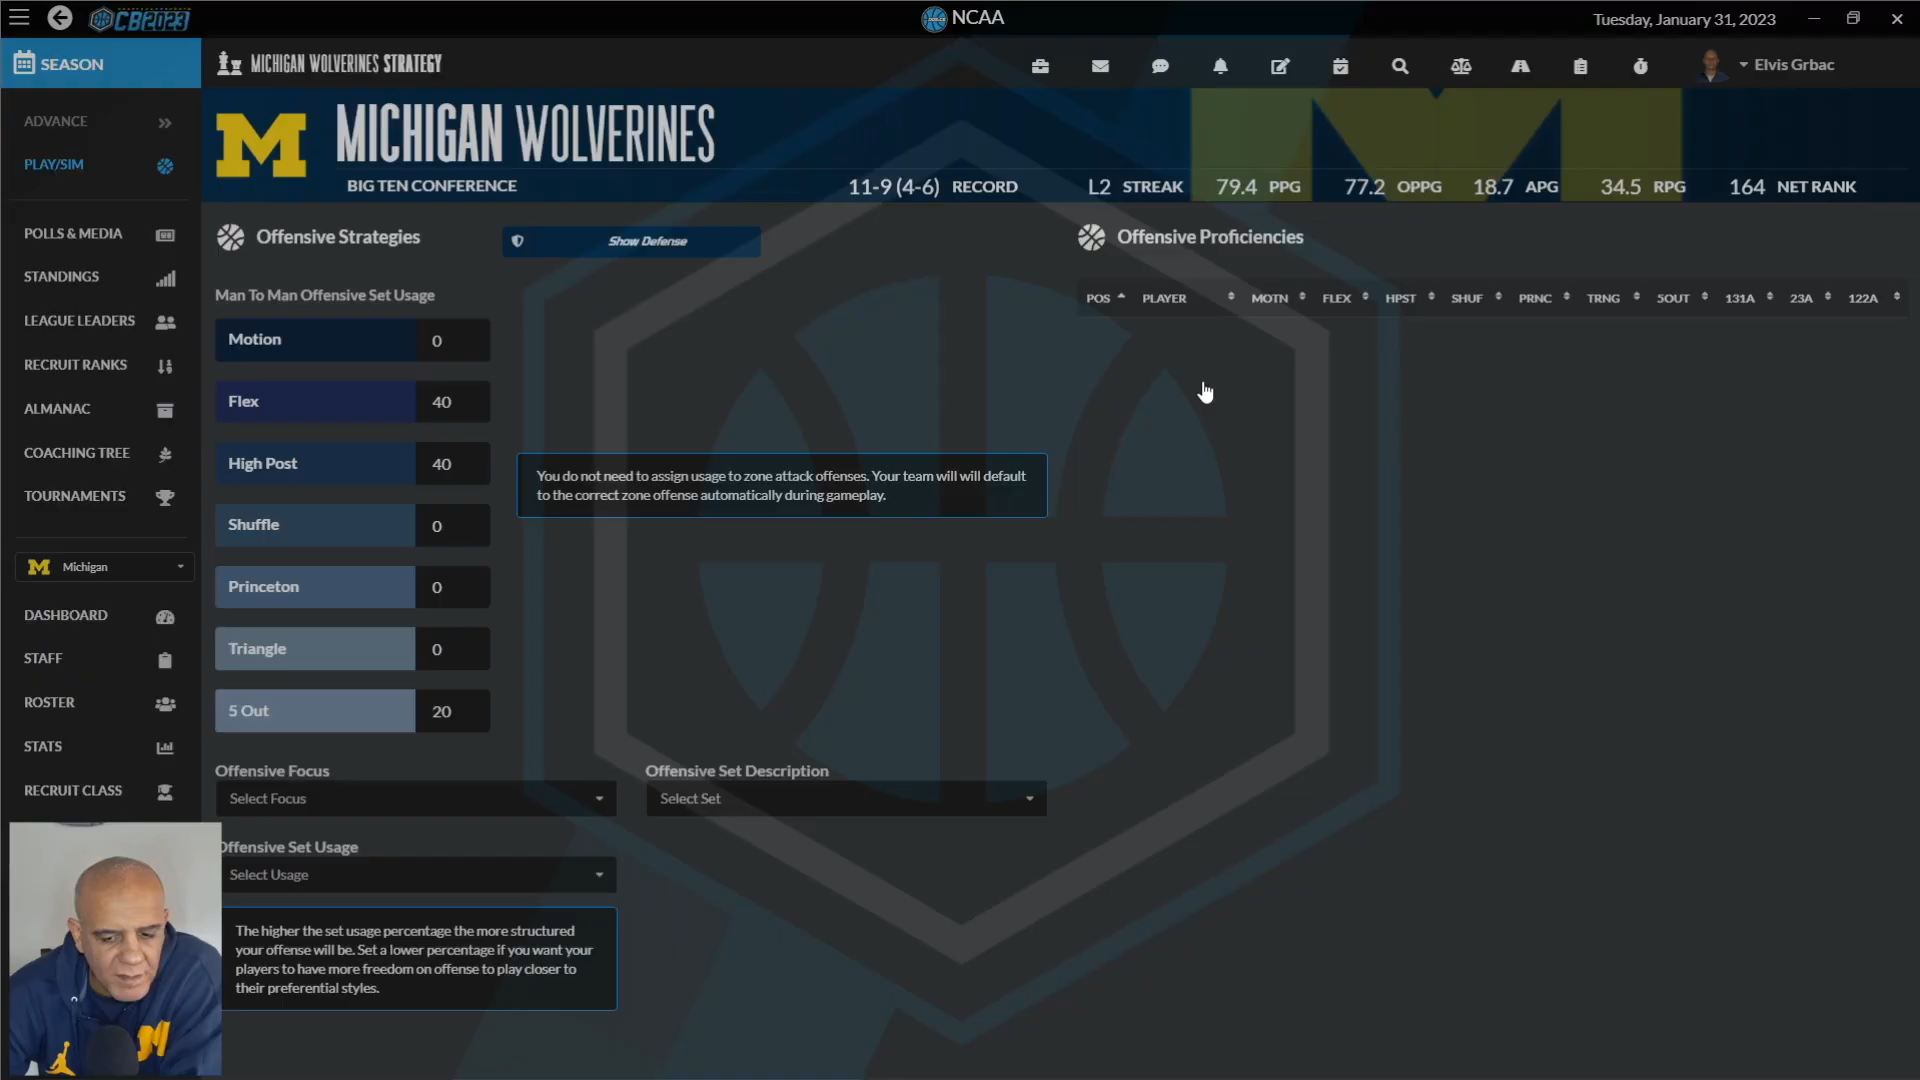 CB2023
NCAA
Tuesday, January 31, 2023
SEASON
MICHIGAN WOLVERINES STRATEGY
Elvis Grbac
ADVANCE
PLAY/SIM
POLLS & MEDIA
STANDINGS
LEAGUE LEADERS
RECRUIT RANKS
ALMANAC
COACHING TREE
TOURNAMENTS
M Michigan
DASHBOARD
STAFF
ROSTER
STATS
RECRUIT CLASS
M
MICHIGAN WOLVERINES
BIG TEN CONFERENCE
11-9 (4-6) RECORD
L2 STREAK
79.4 PPG
77.2 OPPG
18.7 APG
34.5 RPG
164 NET RANK
Offensive Strategies
Show Defense
Man To Man Offensive Set Usage
Motion 0
Flex 40
High Post 40
Shuffle 0
Princeton 0
Triangle 0
5 Out 20
You do not need to assign usage to zone attack offenses. Your team will will default
to the correct zone offense automatically during gameplay.
Offensive Focus
Select Focus
Offensive Set Description
Select Set
Offensive Set Usage
Select Usage
The higher the set usage percentage the more structured
your offense will be. Set a lower percentage if you want your
players to have more freedom on offense to play closer to
their preferential styles.
Offensive Proficiencies
POS PLAYER MOTN FLEX HPST SHUF PRNC TRNG 5OUT 131A 23A 122A
M